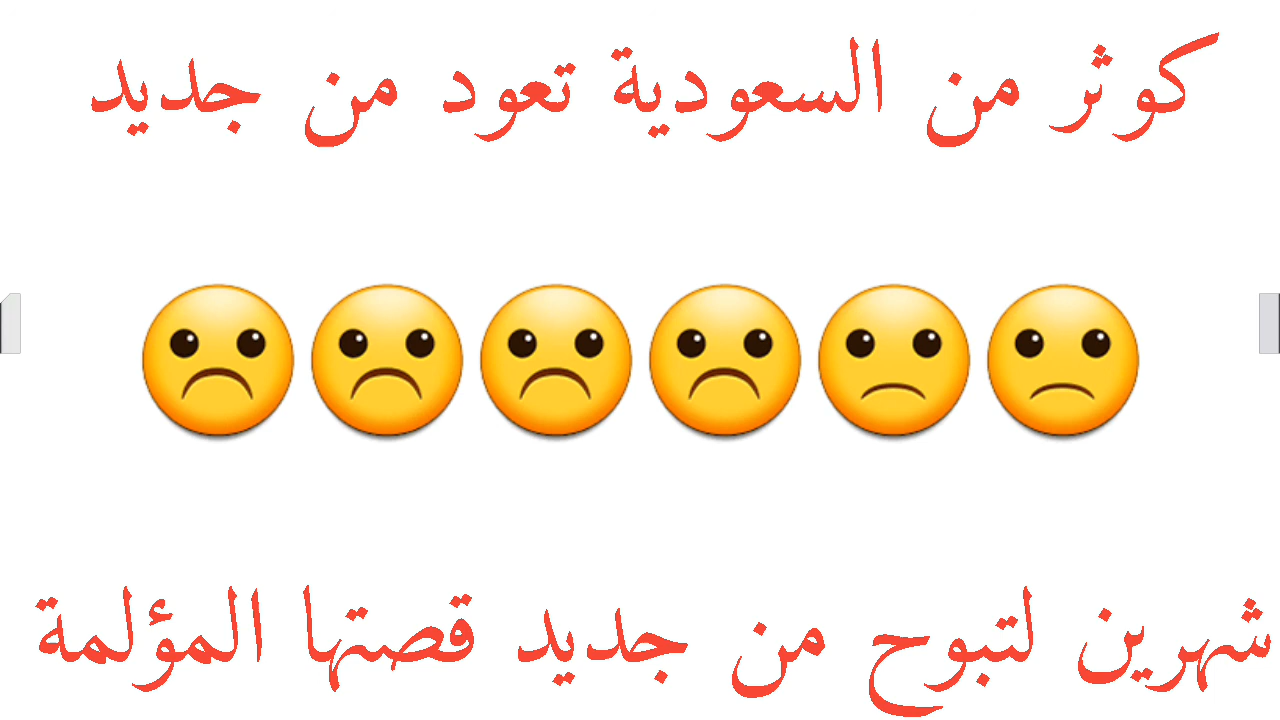 كوثر من السعودية تعود من جديد
شهرين لتبوح من جديد قصتها المؤلمة